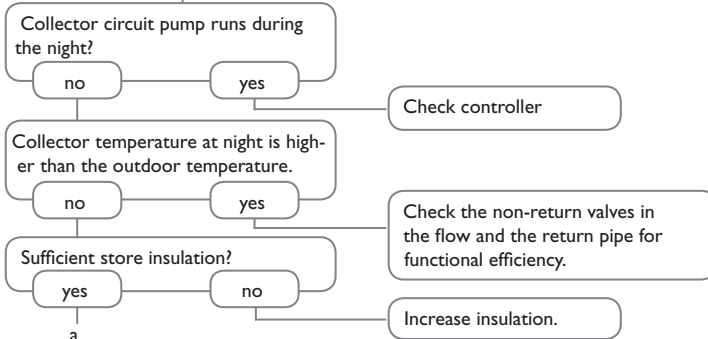 Collector circuit pump runs during
the night?
no
yes
Check controller
Collector temperature at night is high-
er than the outdoor temperature.
no
yes
Check the non-return valves in
the flow and the return pipe for
functional efficiency.
Sufficient store insulation?
yes
no
Increase insulation.
a